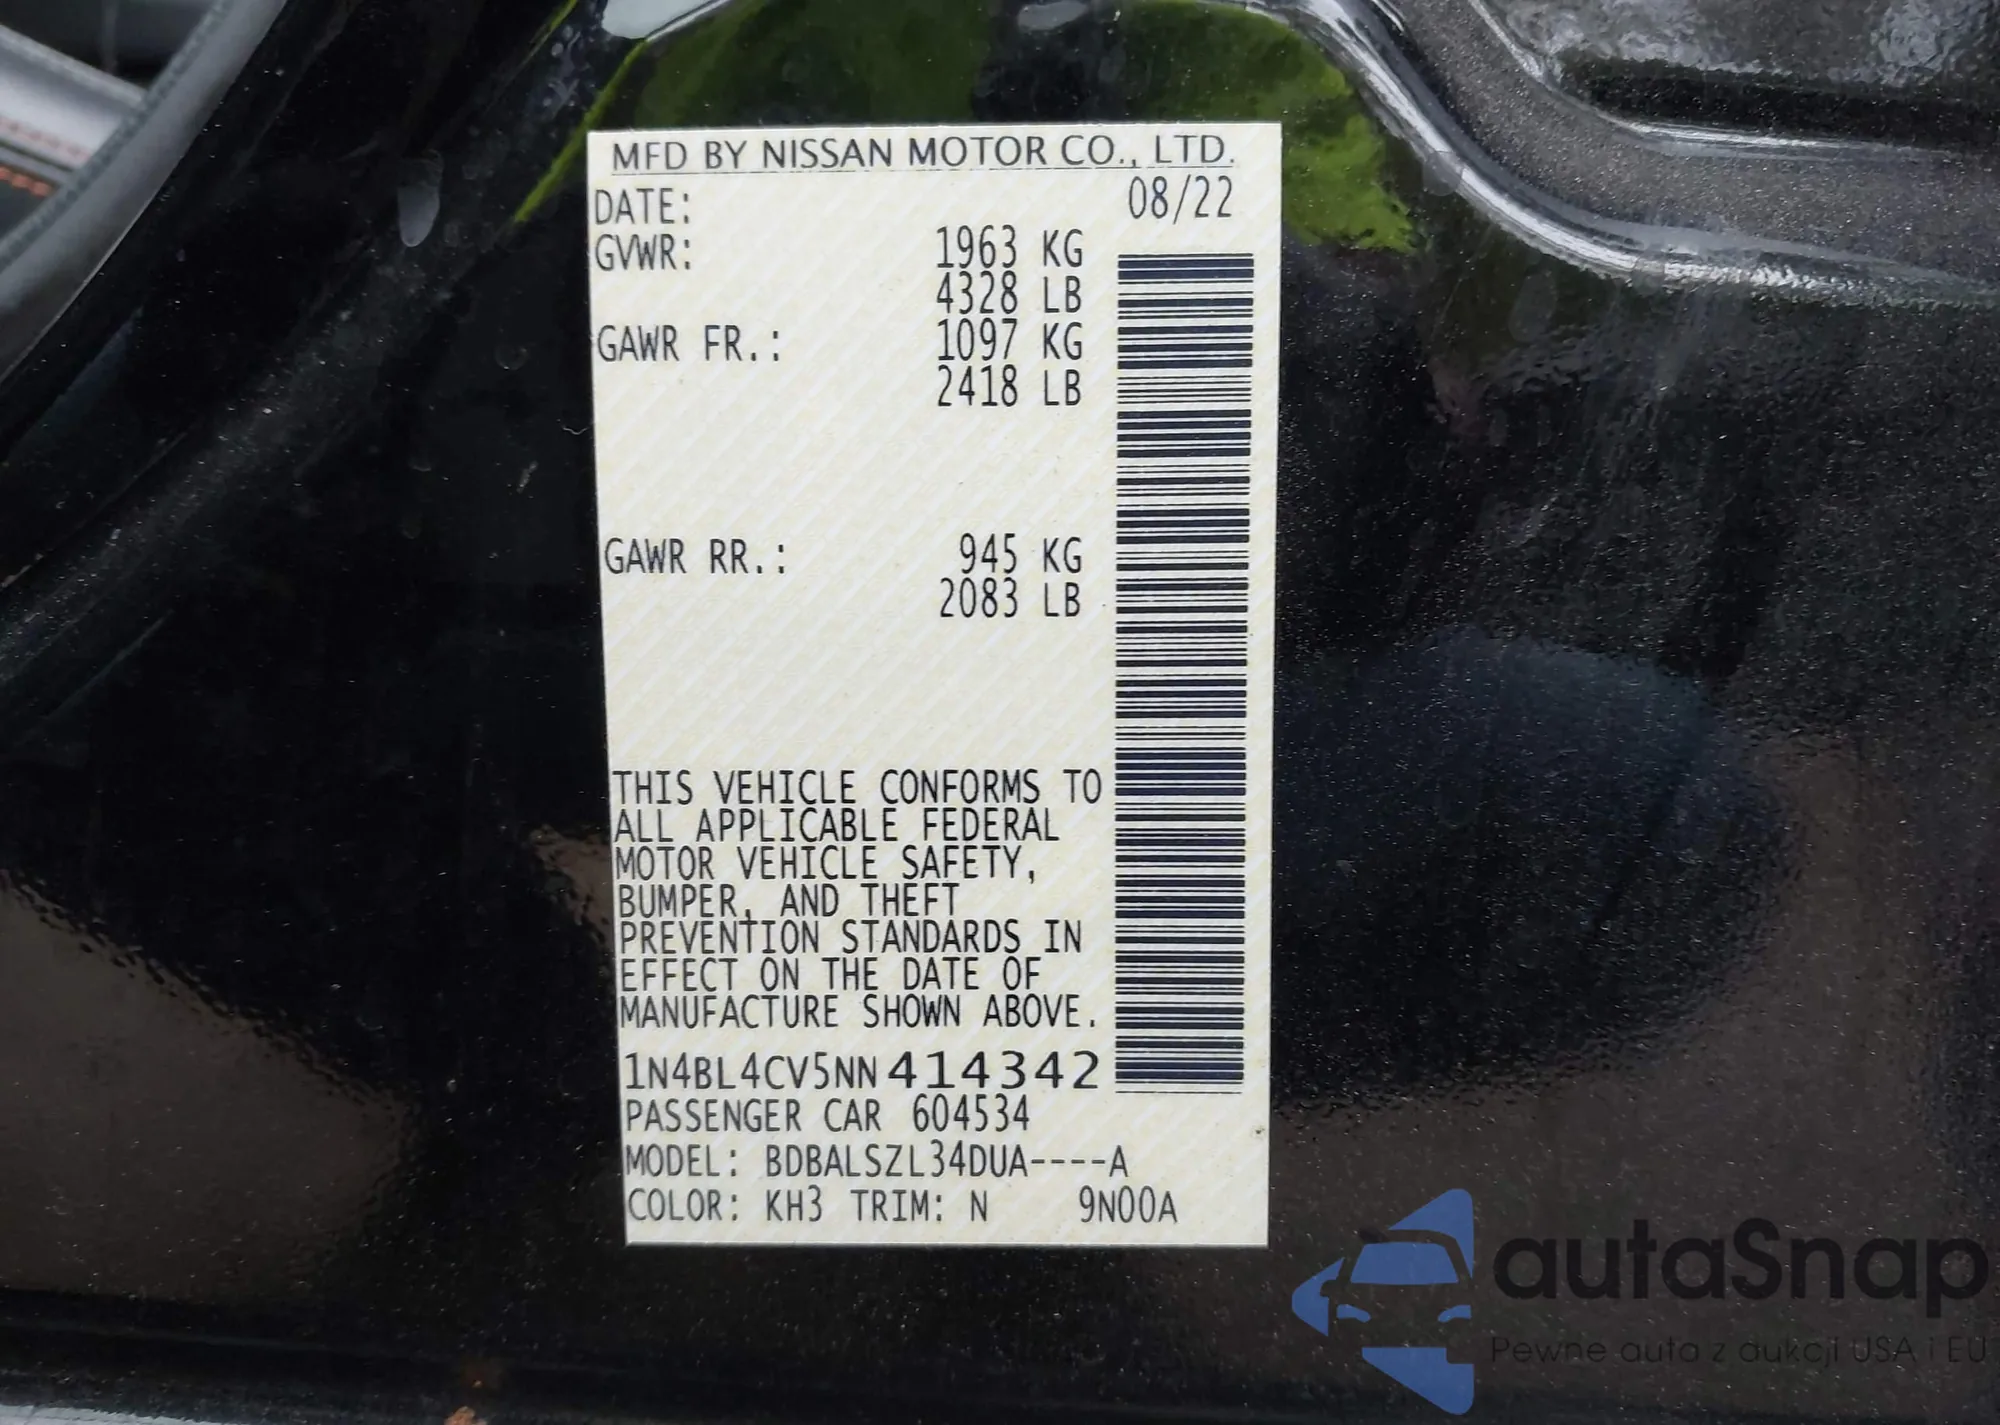 MFD BY NISSAN MOTOR CO., LTD.
DATE: 08/22
GVWR: 1963 KG
4328 LB
GAWR FR.: 1097 KG
2418 LB
GAWR RR.: 945 KG
2083 LB
THIS VEHICLE CONFORMS TO
ALL APPLICABLE FEDERAL
MOTOR VEHICLE SAFETY,
BUMPER, AND THEFT
PREVENTION STANDARDS IN
EFFECT ON THE DATE OF
MANUFACTURE SHOWN ABOVE.
1N4BL4CV5NN414342
PASSENGER CAR 604534
MODEL: BDBALSZL34DUA----A
COLOR: KH3 TRIM: N 9N00A
autaSnap
Pewne auta z aukcji USA i EU